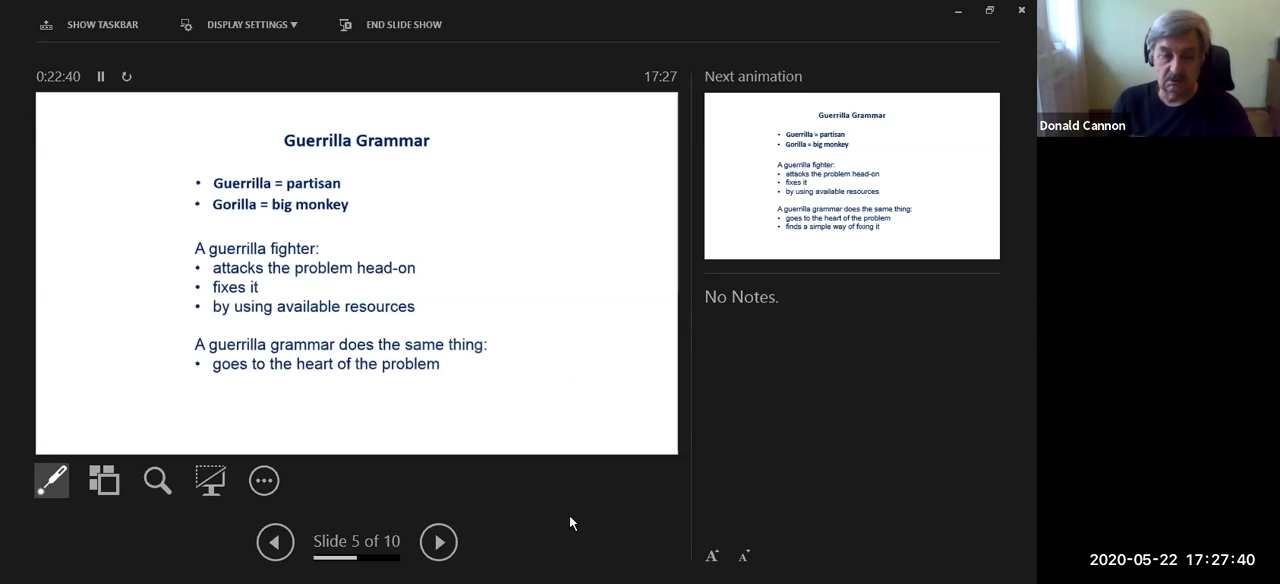 SHOW TASKBAR
DISPLAY SETTINGS ▼
END SLIDE SHOW
0:22:40
17:27
Guerrilla Grammar
• Guerrilla = partisan
• Gorilla = big monkey
A guerrilla fighter:
• attacks the problem head-on
• fixes it
• by using available resources
A guerrilla grammar does the same thing:
• goes to the heart of the problem
Slide 5 of 10
Next animation
Guerrilla Grammar
• Guerrilla = partisan
• Gorilla = big monkey
A guerrilla fighter:
• attacks the problem head-on
• fixes it
• by using available resources
A guerrilla grammar does the same thing:
• goes to the heart of the problem
• finds a simple way of fixing it
No Notes.
A A
Donald Cannon
2020-05-22 17:27:40